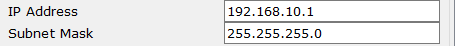 IP Address 192.168.10.1
Subnet Mask 255.255.255.0